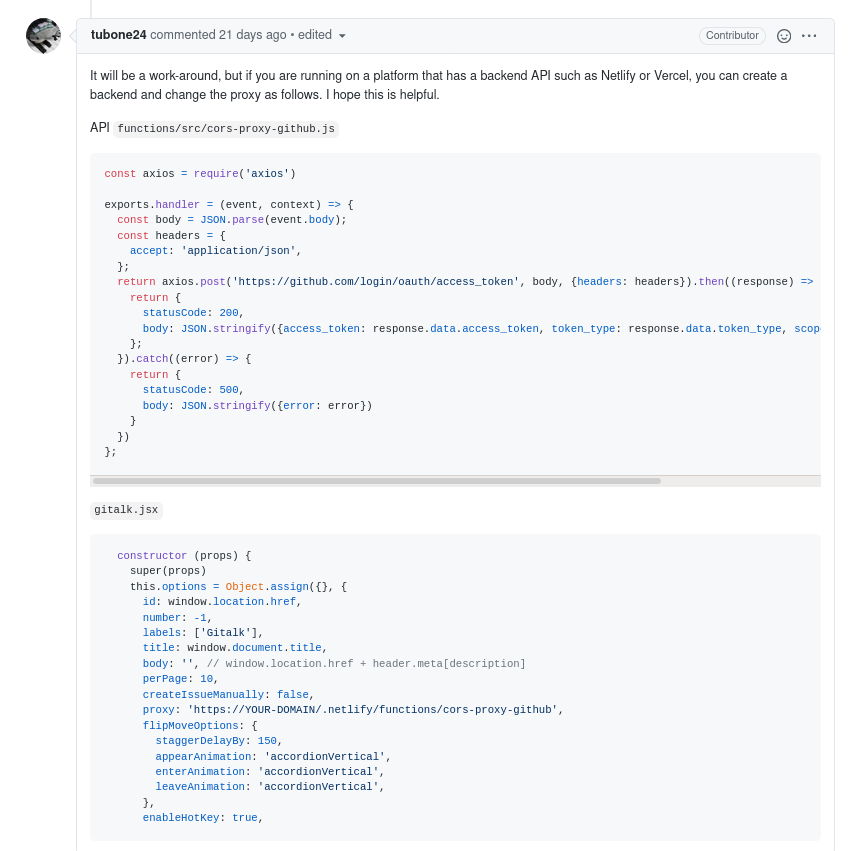 tubone24 commented 21 days ago • edited
Contributor
It will be a work-around, but if you are running on a platform that has a backend API such as Netlify or Vercel, you can create a
backend and change the proxy as follows. I hope this is helpful.
API functions/src/cors-proxy-github.js
const axios = require('axios')
exports.handler = (event, context) => {
  const body = JSON.parse(event.body);
  const headers = {
    accept: 'application/json',
  };
  return axios.post('https://github.com/login/oauth/access_token', body, {headers: headers}).then((response) =>
    return {
      statusCode: 200,
      body: JSON.stringify({access_token: response.data.access_token, token_type: response.data.token_type, scop
    };
  }).catch((error) => {
    return {
      statusCode: 500,
      body: JSON.stringify({error: error})
    }
  })
};
gitalk.jsx
  constructor (props) {
    super(props)
    this.options = Object.assign({}, {
      id: window.location.href,
      number: -1,
      labels: ['Gitalk'],
      title: window.document.title,
      body: '', // window.location.href + header.meta[description]
      perPage: 10,
      createIssueManually: false,
      proxy: 'https://YOUR-DOMAIN/.netlify/functions/cors-proxy-github',
      flipMoveOptions: {
        staggerDelayBy: 150,
        appearAnimation: 'accordionVertical',
        enterAnimation: 'accordionVertical',
        leaveAnimation: 'accordionVertical',
      },
      enableHotKey: true,